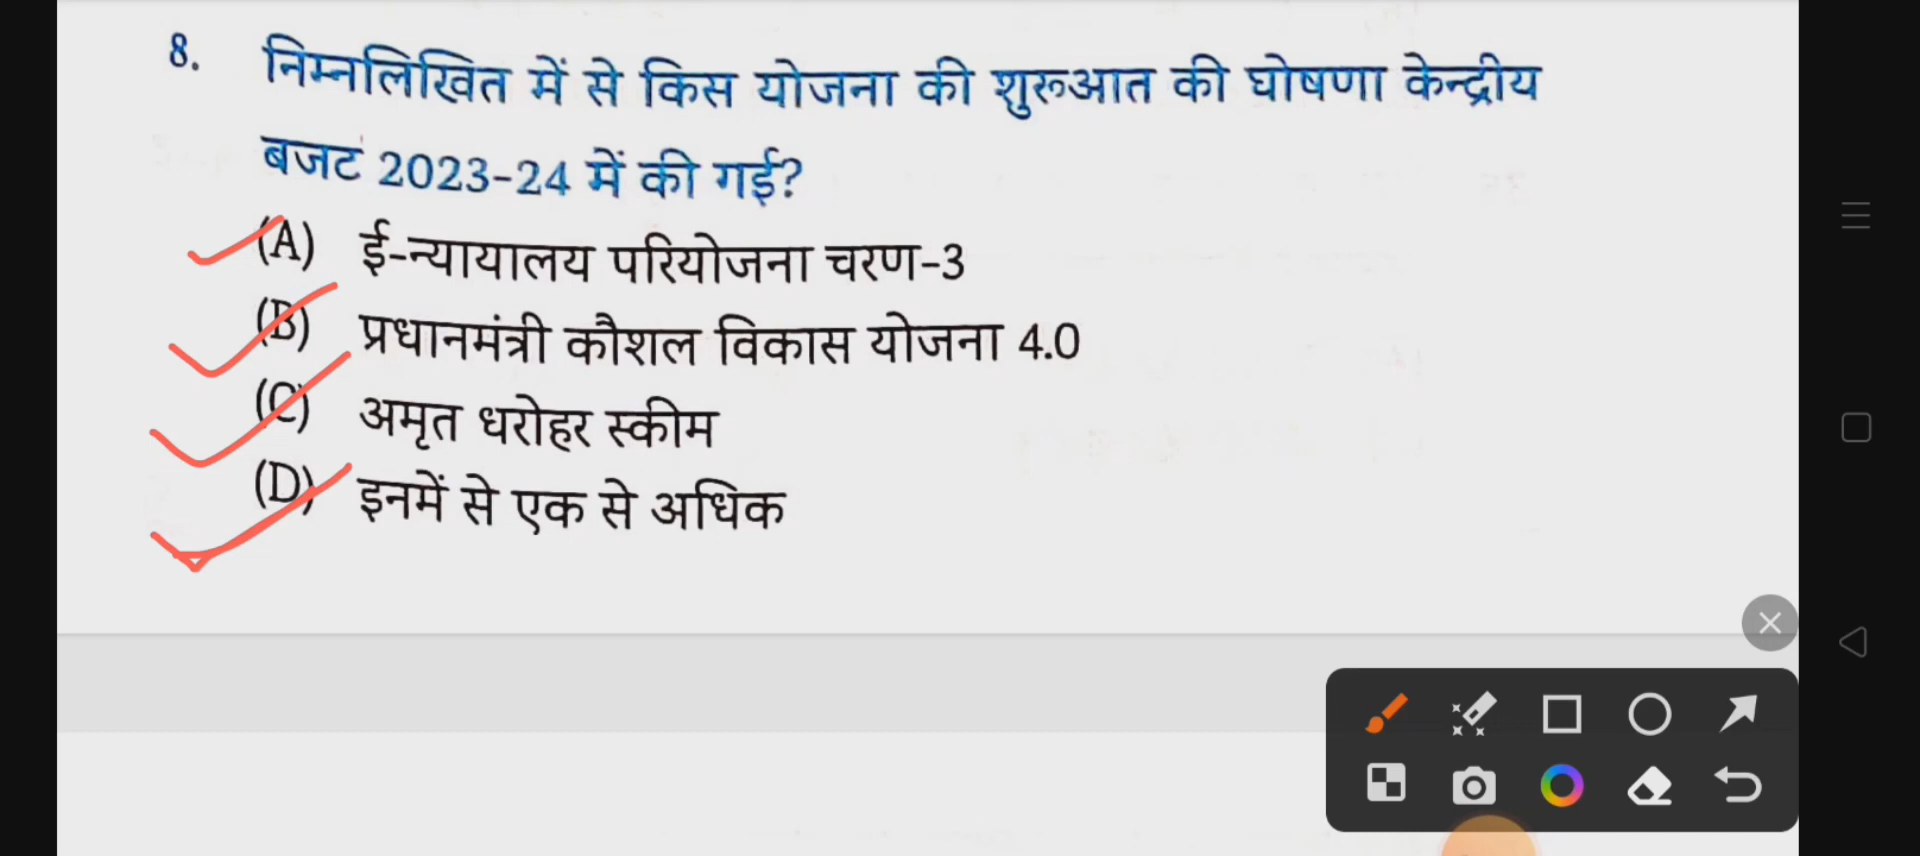 8. निम्नलिखित में से किस योजना की शुरुआत की घोषणा केन्द्रीय
बजट 2023-24 में की गई?
(A) ई-न्यायालय परियोजना चरण-3
(B) प्रधानमंत्री कौशल विकास योजना 4.0
(C) अमृत धरोहर स्कीम
(D) इनमें से एक से अधिक